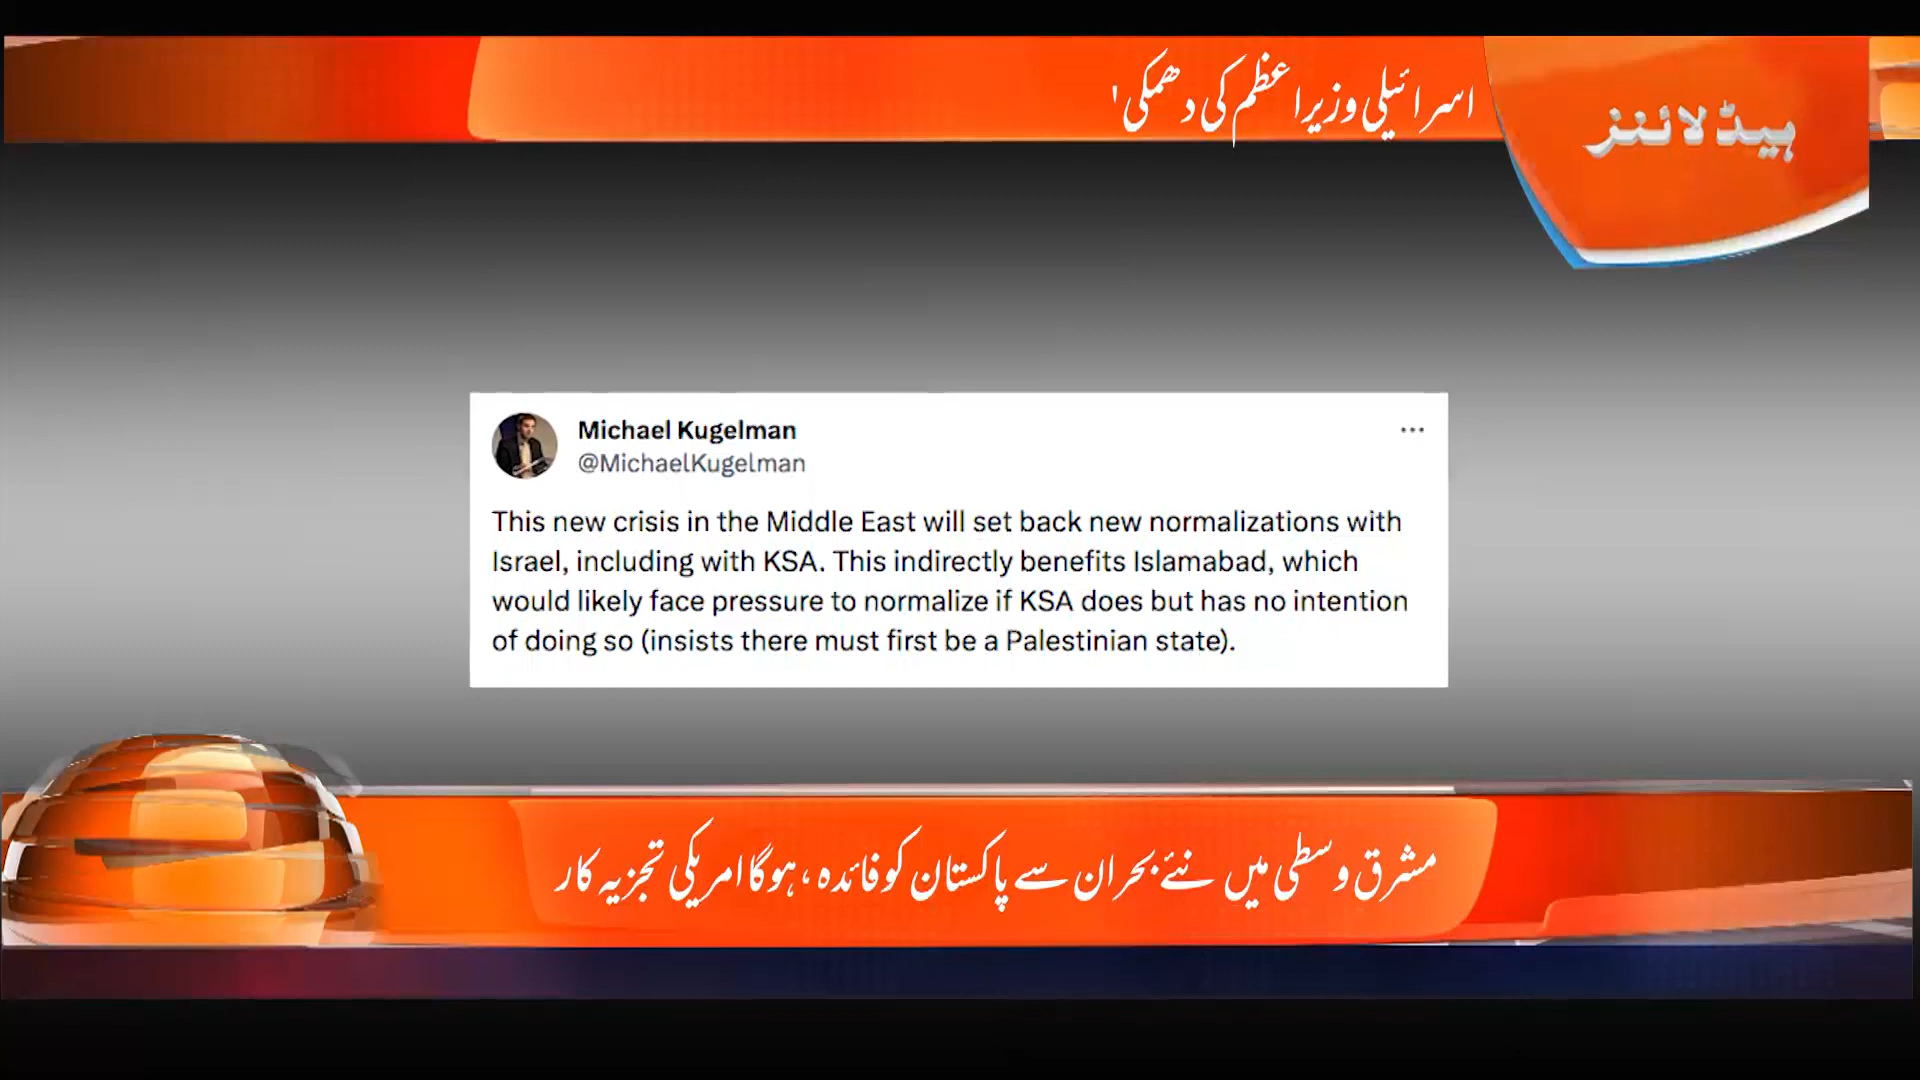 اسرائیلی وزیراعظم کی دھمکی'
ہیڈلائنز
Michael Kugelman
@MichaelKugelman
This new crisis in the Middle East will set back new normalizations with
Israel, including with KSA. This indirectly benefits Islamabad, which
would likely face pressure to normalize if KSA does but has no intention
of doing so (insists there must first be a Palestinian state).
مشرق وسطی میں نئے بحران سے پاکستان کو فائدہ ، ہوگا امریکی تجزیہ کار